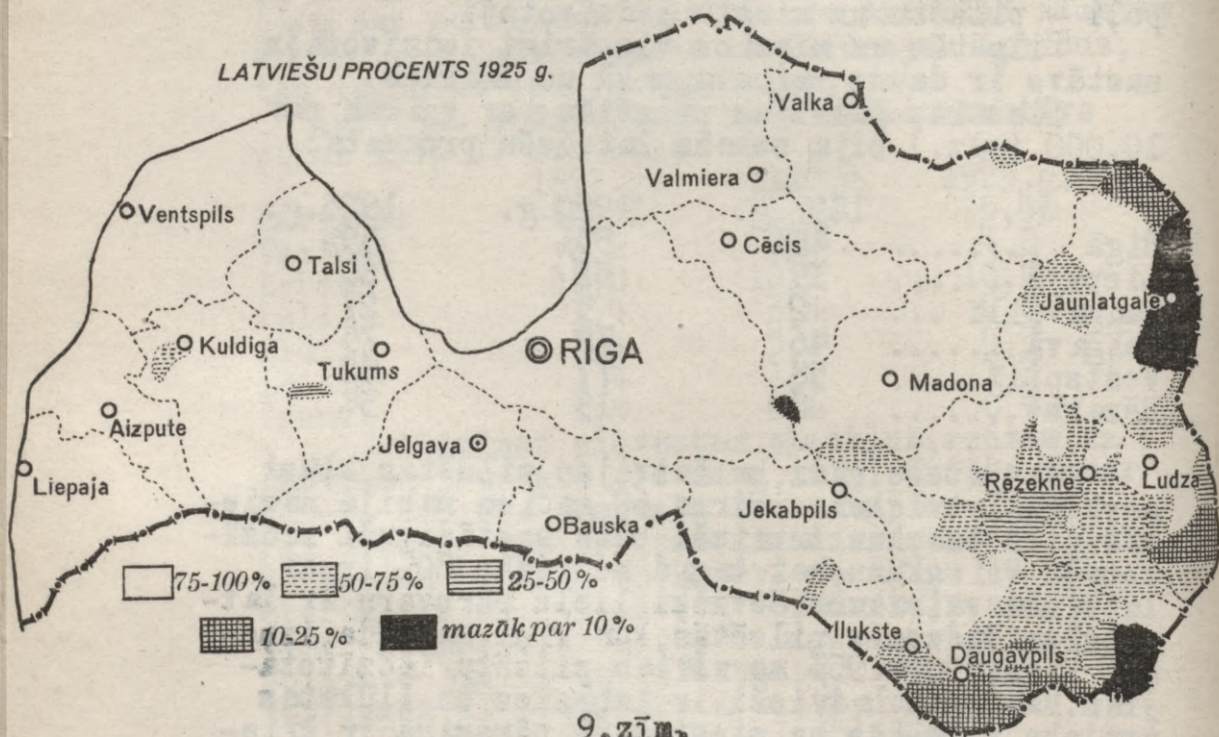 LATVIEŠU PROCENTS 1925 g.
Valka
Valmiera
Ventspils
Cēcis
Talsi
Jaunlatgale
Kuldiga
RIGA
Tukums
Madona
Aizpute
Jelgava
Rēzekne
Ludza
Liepaja
Jekabpils
Bauska
75-100%
50-75%
25-50%
10-25%
mazāk par 10%
Ilukste
Daugavpils
9.zīm.